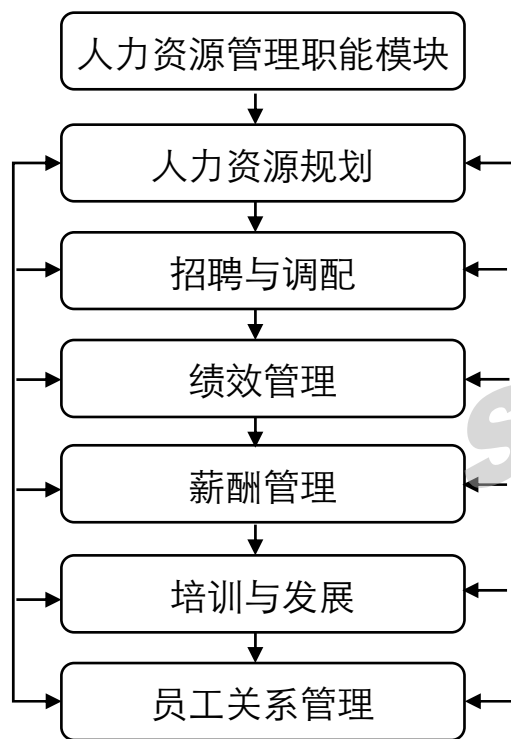 人力资源管理职能模块
人力资源规划
招聘与调配
绩效管理
薪酬管理
培训与发展
员工关系管理